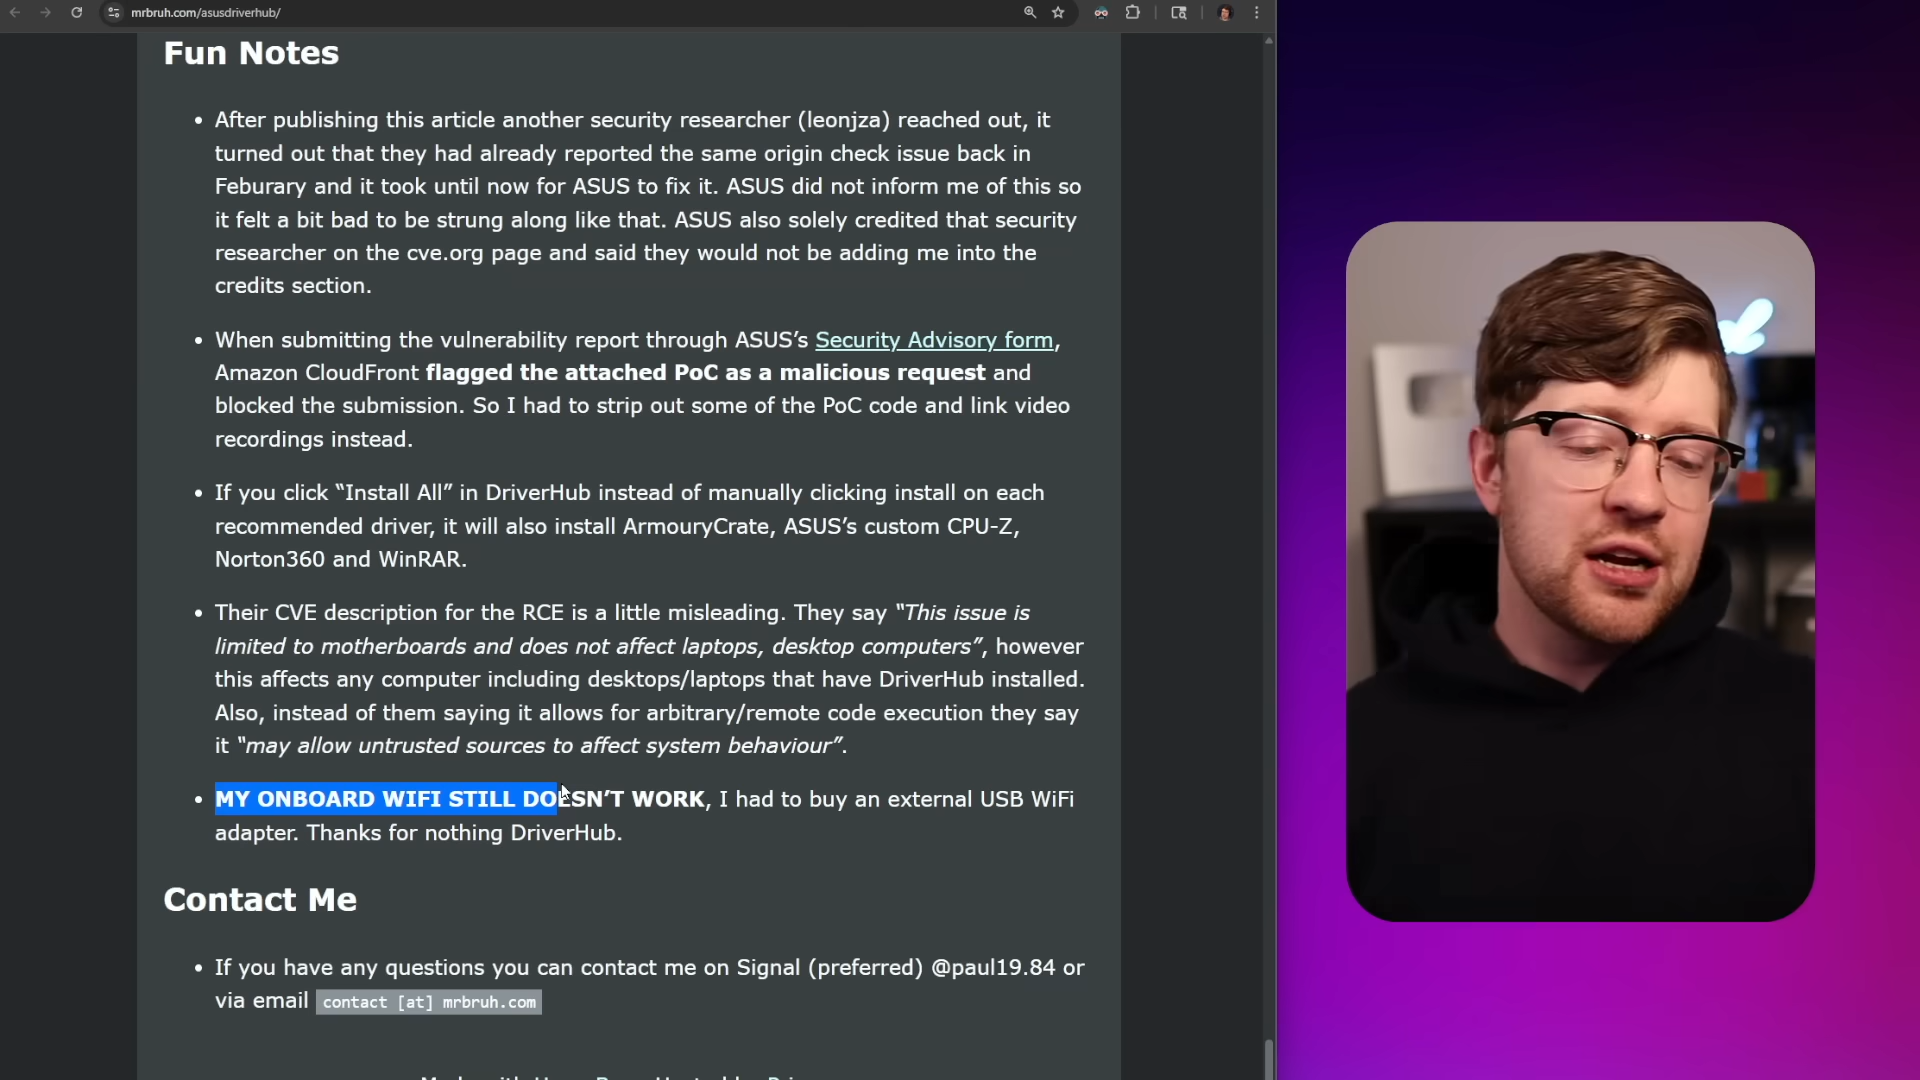 mrbruh.com/asusdriverhub/
Fun Notes
• After publishing this article another security researcher (leonjza) reached out, it
turned out that they had already reported the same origin check issue back in
Feburary and it took until now for ASUS to fix it. ASUS did not inform me of this so
it felt a bit bad to be strung along like that. ASUS also solely credited that security
researcher on the cve.org page and said they would not be adding me into the
credits section.
• When submitting the vulnerability report through ASUS’s Security Advisory form,
Amazon CloudFront flagged the attached PoC as a malicious request and
blocked the submission. So I had to strip out some of the PoC code and link video
recordings instead.
• If you click “Install All” in DriverHub instead of manually clicking install on each
recommended driver, it will also install ArmouryCrate, ASUS’s custom CPU-Z,
Norton360 and WinRAR.
• Their CVE description for the RCE is a little misleading. They say “This issue is
limited to motherboards and does not affect laptops, desktop computers”, however
this affects any computer including desktops/laptops that have DriverHub installed.
Also, instead of them saying it allows for arbitrary/remote code execution they say
it “may allow untrusted sources to affect system behaviour”.
• MY ONBOARD WIFI STILL DOESN’T WORK, I had to buy an external USB WiFi
adapter. Thanks for nothing DriverHub.
Contact Me
• If you have any questions you can contact me on Signal (preferred) @paul19.84 or
via email contact [at] mrbruh.com